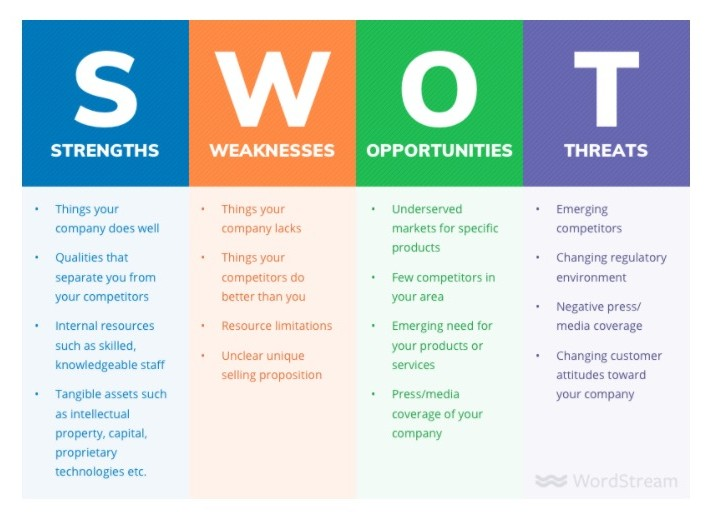 S
STRENGTHS
• Things your
company does well
• Qualities that
separate you from
your competitors
• Internal resources
such as skilled,
knowledgeable staff
• Tangible assets such
as intellectual
property, capital,
proprietary
technologies etc.
W
WEAKNESSES
• Things your
company lacks
• Things your
competitors do
better than you
• Resource limitations
• Unclear unique
selling proposition
O
OPPORTUNITIES
• Underserved
markets for specific
products
• Few competitors in
your area
• Emerging need for
your products or
services
• Press/media
coverage of your
company
T
THREATS
• Emerging
competitors
• Changing regulatory
environment
• Negative press/
media coverage
• Changing customer
attitudes toward
your company
WordStream